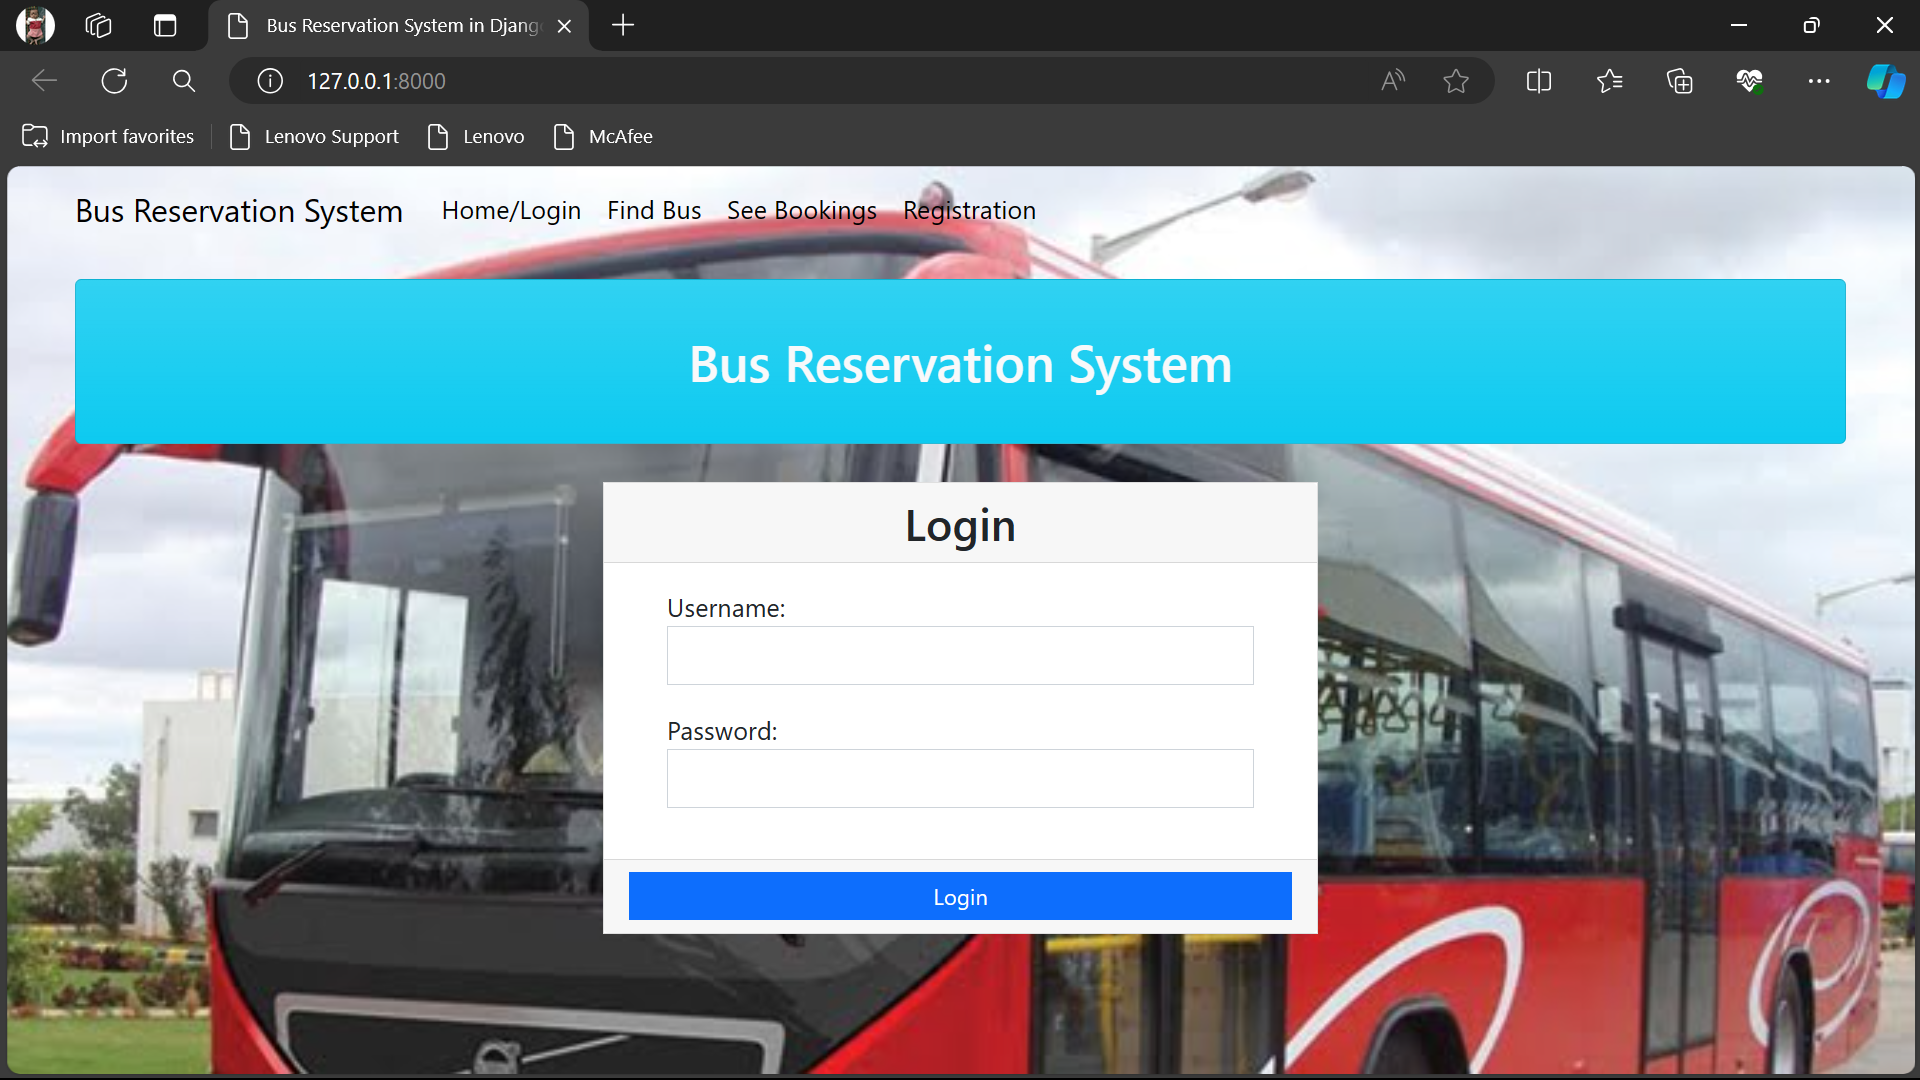 Bus Reservation System in Djang
127.0.0.1:8000
Import favorites
Lenovo Support
Lenovo
McAfee
Bus Reservation System Home/Login Find Bus See Bookings Registration
Bus Reservation System
Login
Username:
Password:
Login